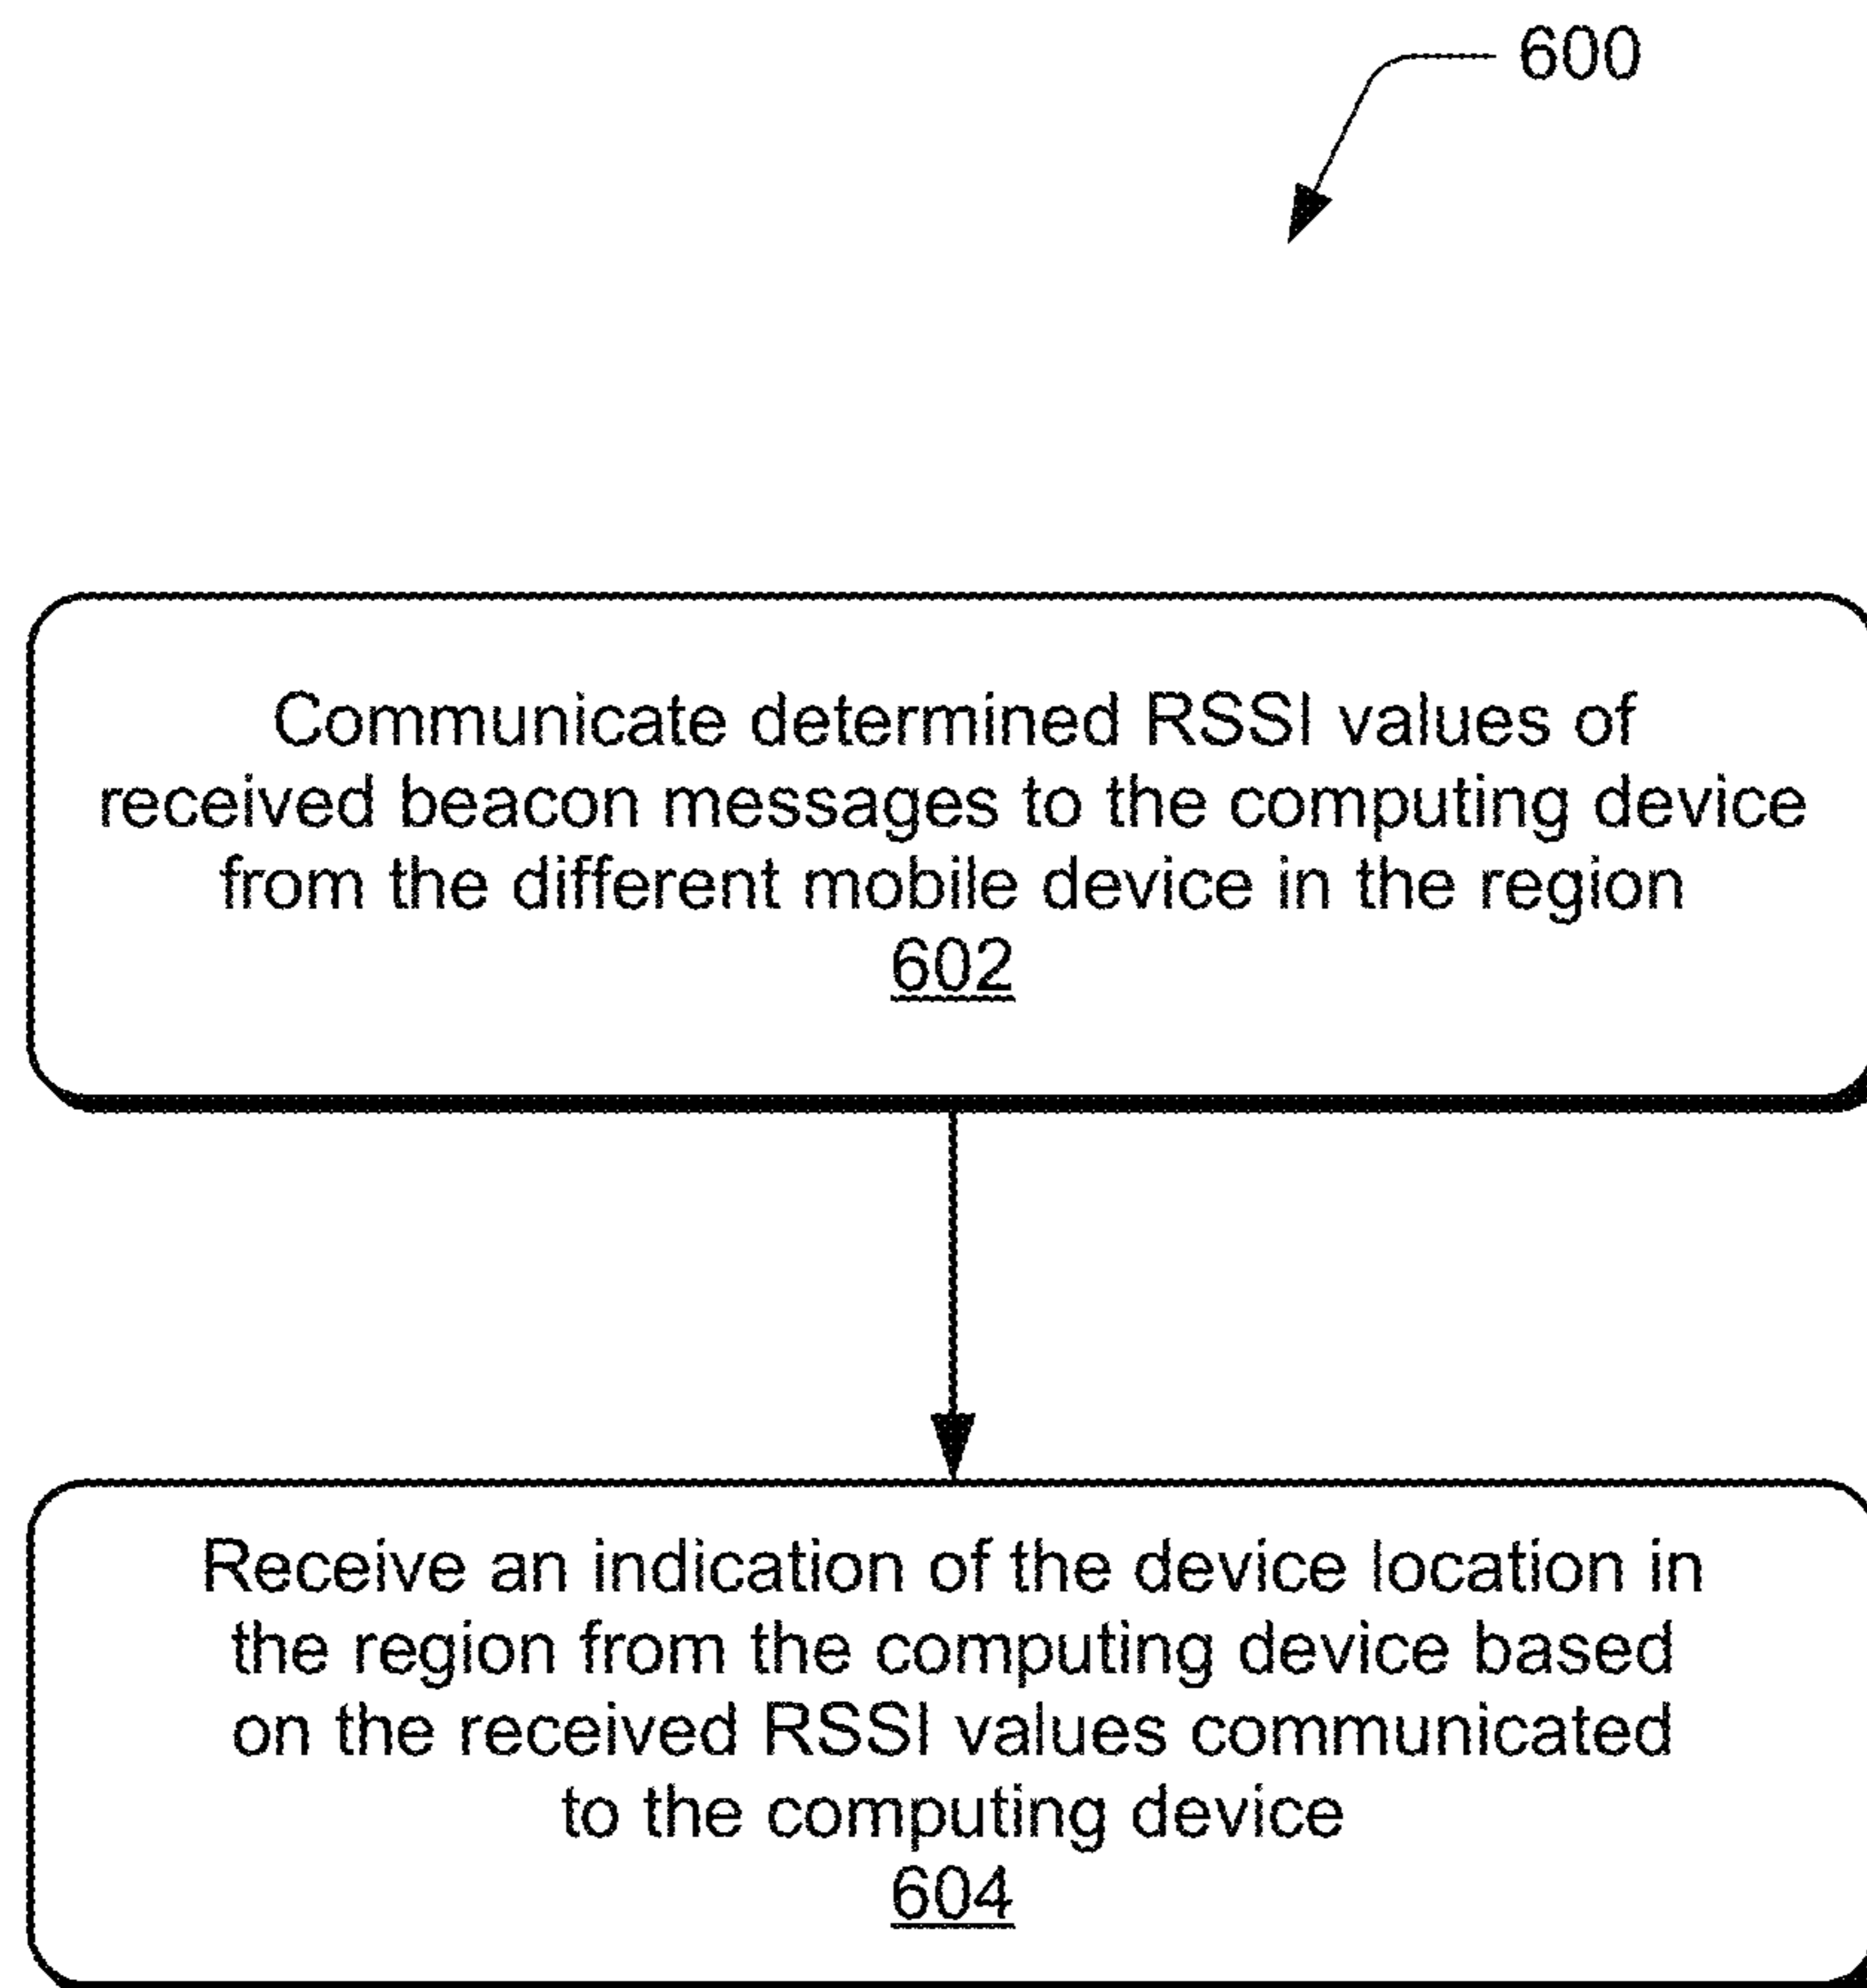 600
Communicate determined RSSI values of
received beacon messages to the computing device
from the different mobile device in the region
602
Receive an indication of the device location in
the region from the computing device based
on the received RSSI values communicated
to the computing device
604